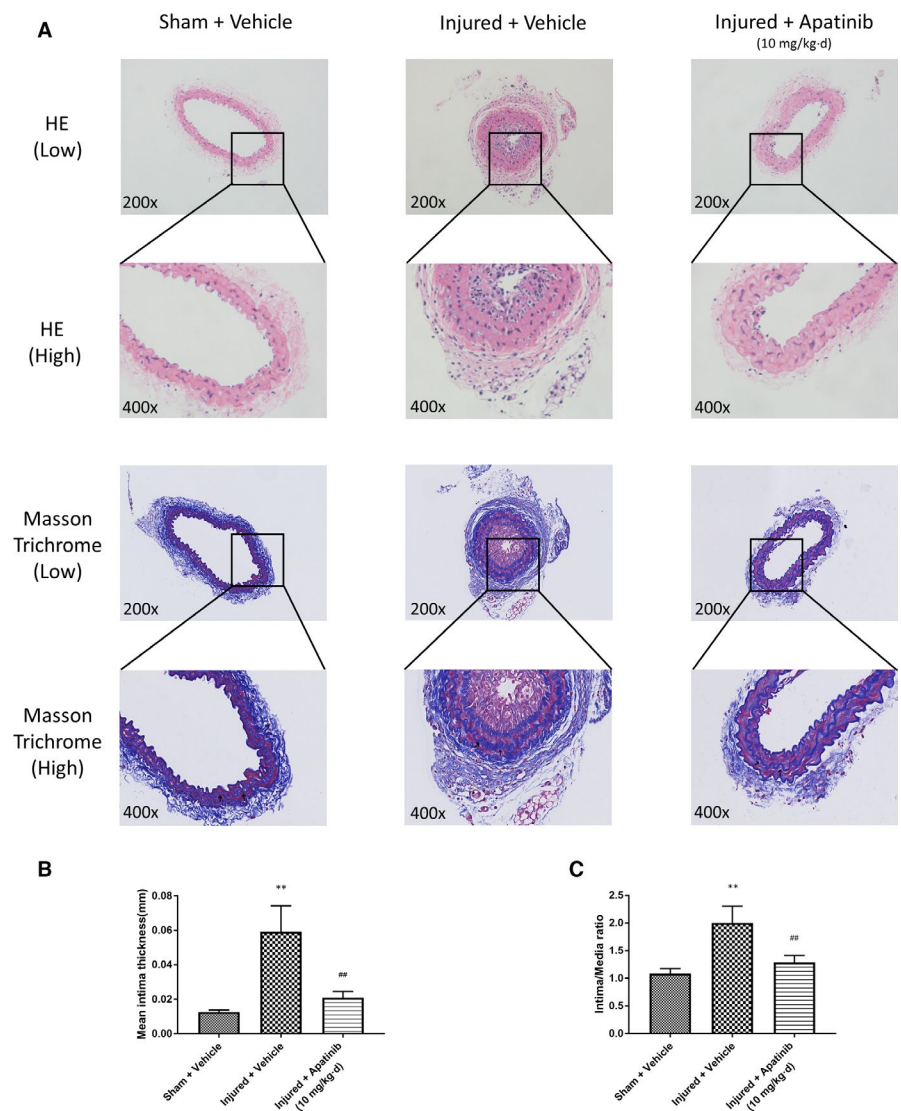 A
Sham + Vehicle
Injured + Vehicle
Injured + Apatinib
(10 mg/kg·d)
HE
(Low)
200x
200x
200x
HE
(High)
400x
400x
400x
Masson
Trichrome
(Low)
200x
200x
200x
Masson
Trichrome
(High)
400x
400x
400x
B
Mean intima thickness(mm)
0.08
0.06
0.04
0.02
0.00
**
##
Sham + Vehicle
Injured + Vehicle
Injured + Apatinib
(10 mg/kg·d)
C
Intima/Media ratio
2.5
2.0
1.5
1.0
0.5
0.0
**
##
Sham + Vehicle
Injured + Vehicle
Injured + Apatinib
(10 mg/kg·d)